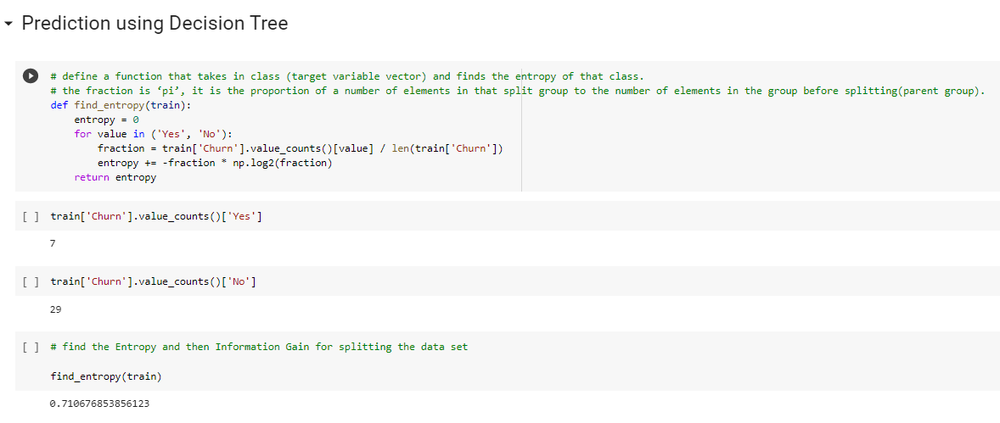 Prediction using Decision Tree
# define a function that takes in class (target variable vector) and finds the entropy of that class.
# the fraction is ‘pi’, it is the proportion of a number of elements in that split group to the number of elements in the group before splitting(parent group).
def find_entropy(train):
    entropy = 0
    for value in ('Yes', 'No'):
        fraction = train['Churn'].value_counts()[value] / len(train['Churn'])
        entropy += -fraction * np.log2(fraction)
    return entropy
[ ] train['Churn'].value_counts()['Yes']
7
[ ] train['Churn'].value_counts()['No']
29
[ ] # find the Entropy and then Information Gain for splitting the data set
find_entropy(train)
0.710676853856123